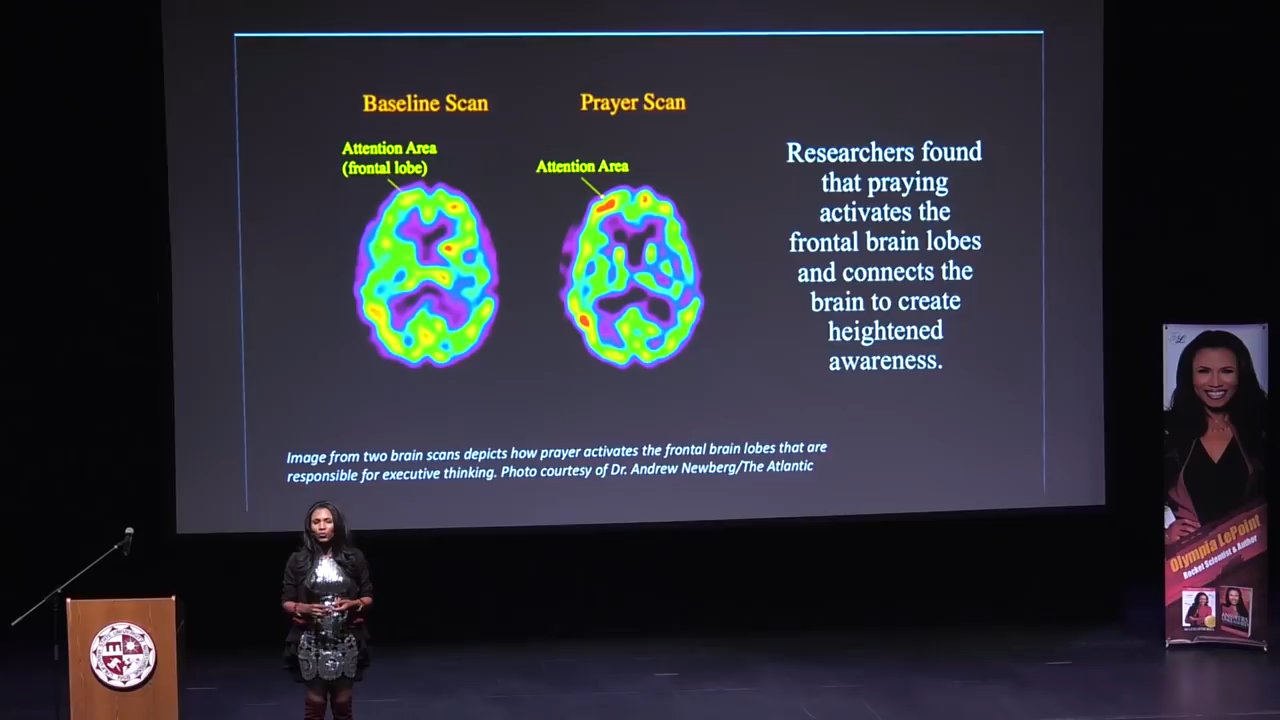 Baseline Scan
Prayer Scan
Attention Area
(frontal lobe)
Attention Area
Researchers found
that praying
activates the
frontal brain lobes
and connects the
brain to create
heightened
awareness.
Image from two brain scans depicts how prayer activates the frontal brain lobes that are
responsible for executive thinking. Photo courtesy of Dr. Andrew Newberg/The Atlantic
Olympia LePoint
Rocket Scientist & Author